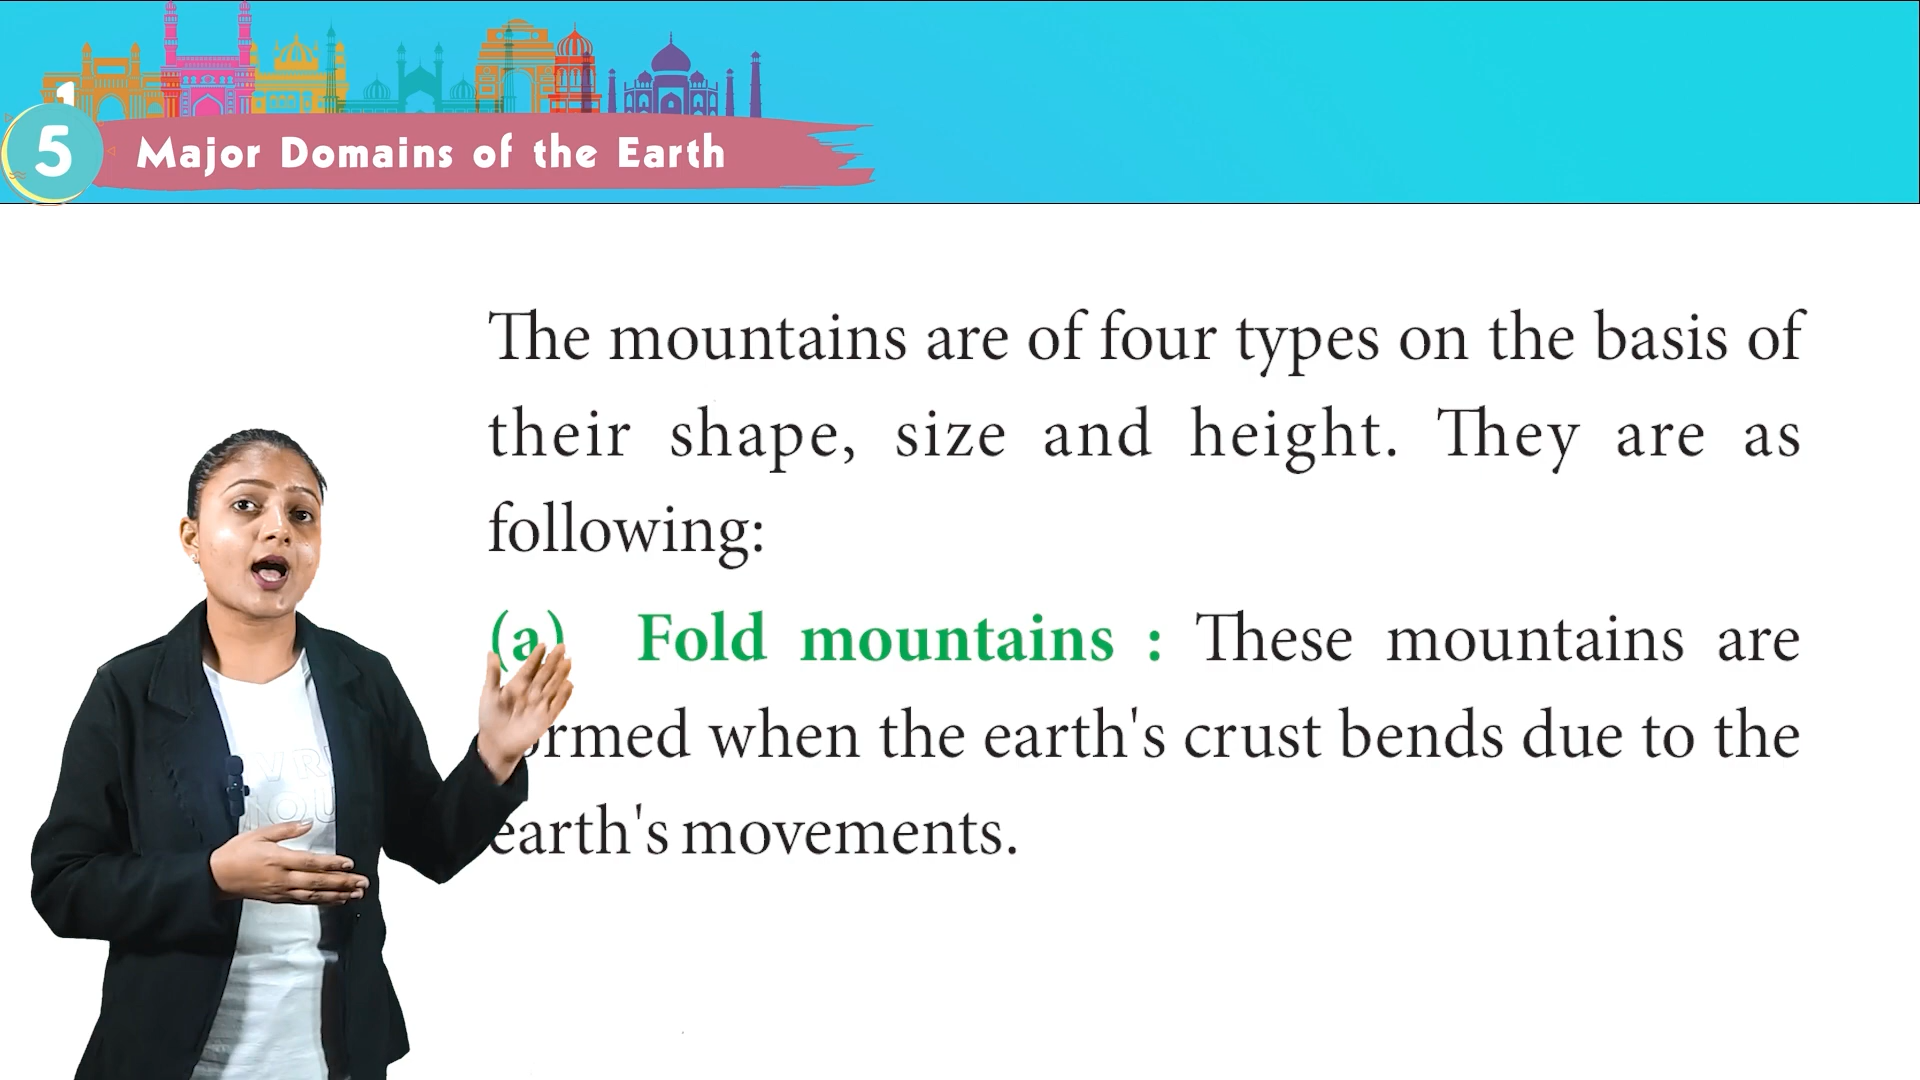 5 Major Domains of the Earth
The mountains are of four types on the basis of
their shape, size and height. They are as
following:
(a) Fold mountains : These mountains are
when the earth's crust bends due to the
earth's movements.